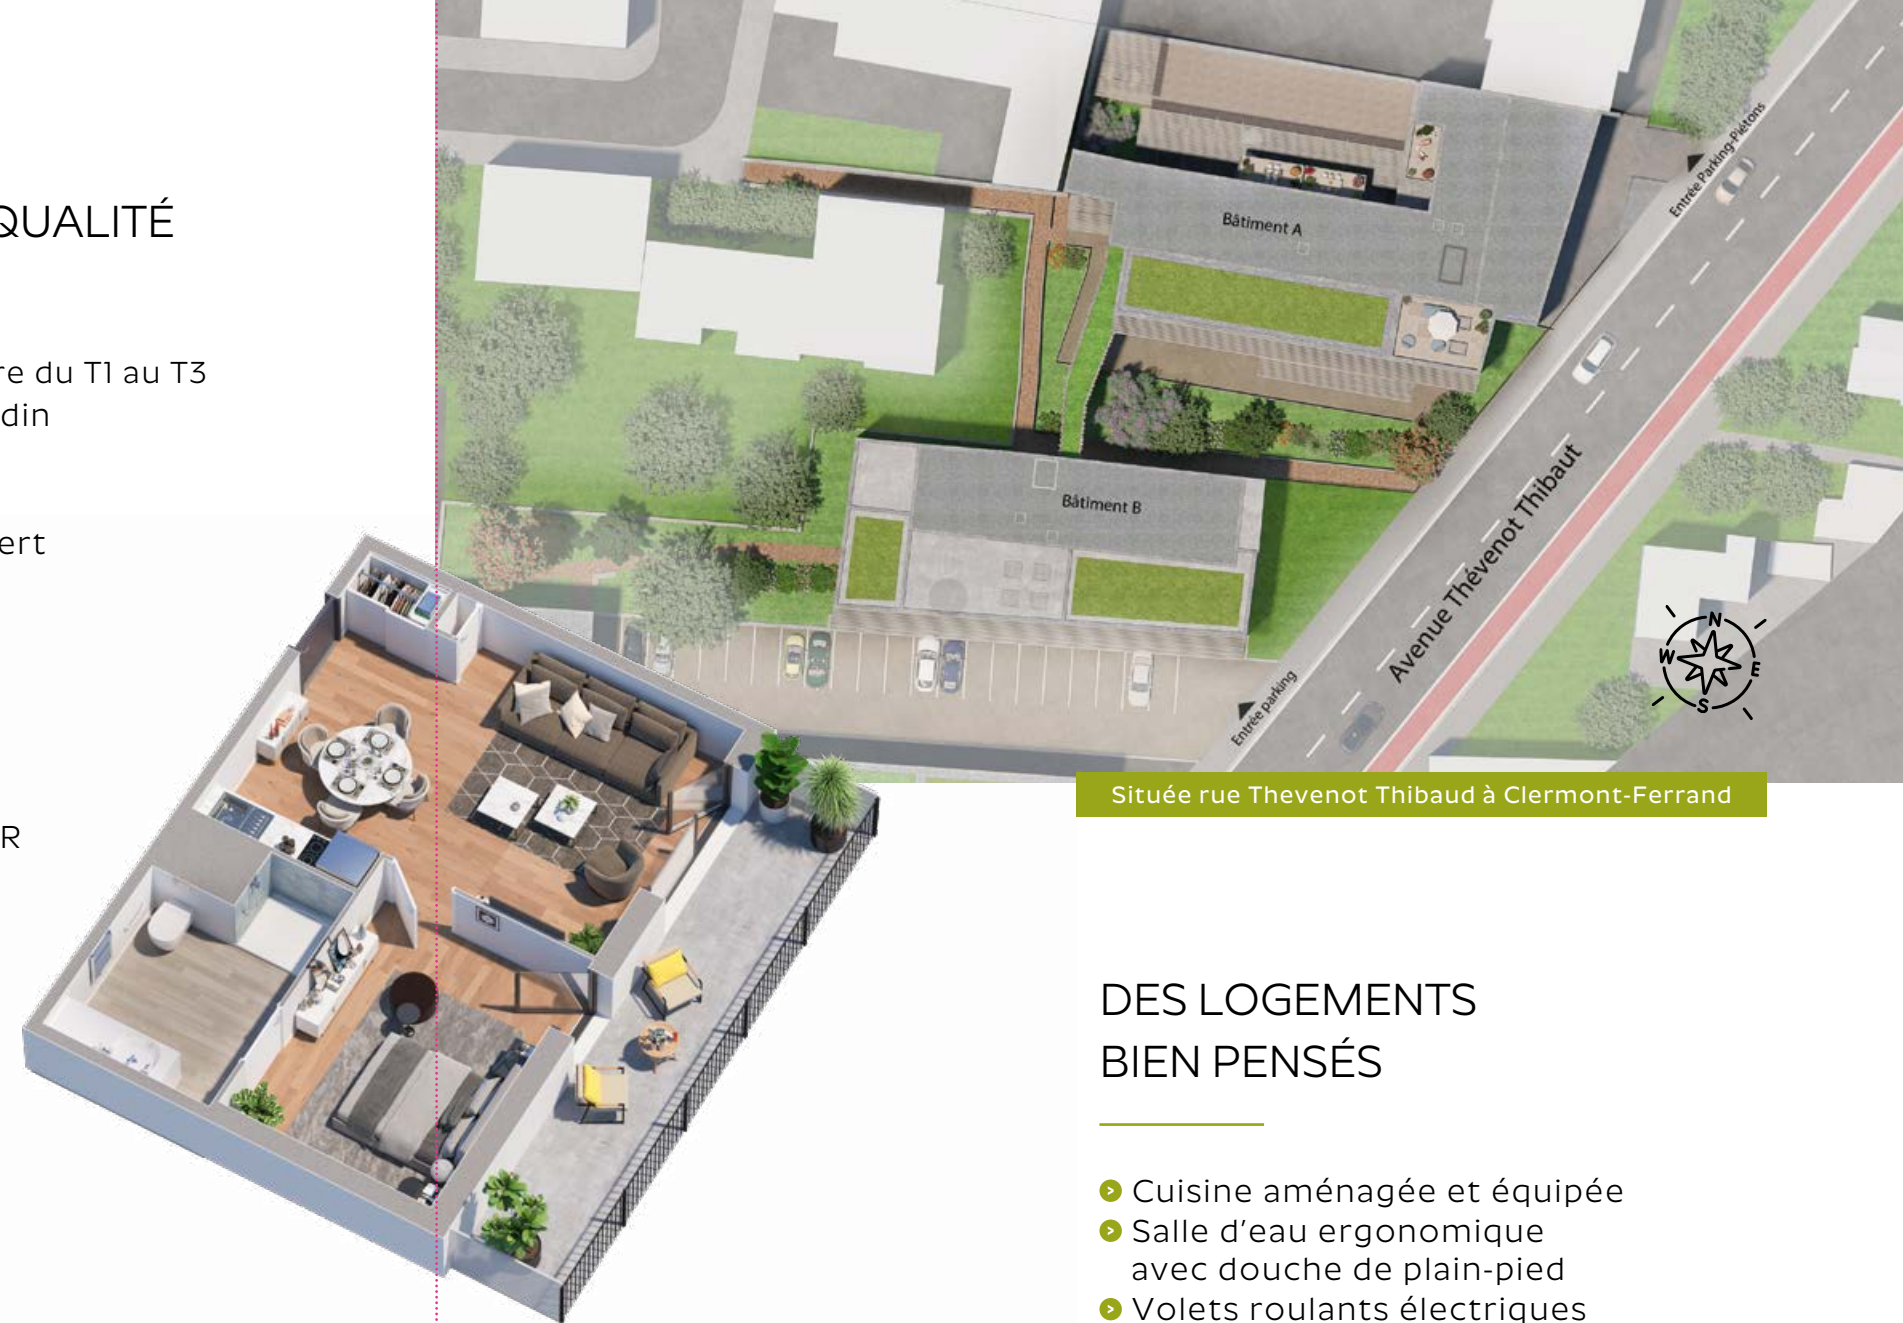 QUALITÉ
re du T1 au T3
din
ert
R
Bâtiment A
Entrée Parking-Piétons
Bâtiment B
Avenue Thévenot Thibaut
Entrée parking
N
W
E
S
Située rue Thevenot Thibaud à Clermont-Ferrand
DES LOGEMENTS
BIEN PENSÉS
Cuisine aménagée et équipée
Salle d'eau ergonomique
avec douche de plain-pied
Volets roulants électriques